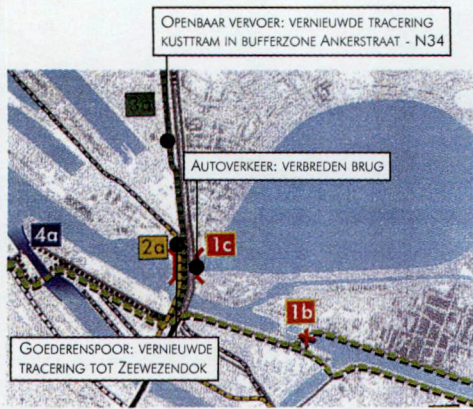 OPENBAAR VERVOER: VERNIEUWDE TRACERING
KUSTTRAM IN BUFFERZONE ANKERSTRAAT - N34
3a
AUTOVERKEER: VERBREDEN BRUG
4a
2a
1c
1b
GOEDERENSPOOR: VERNIEUWDE
TRACERING TOT ZEEWEZENDOK